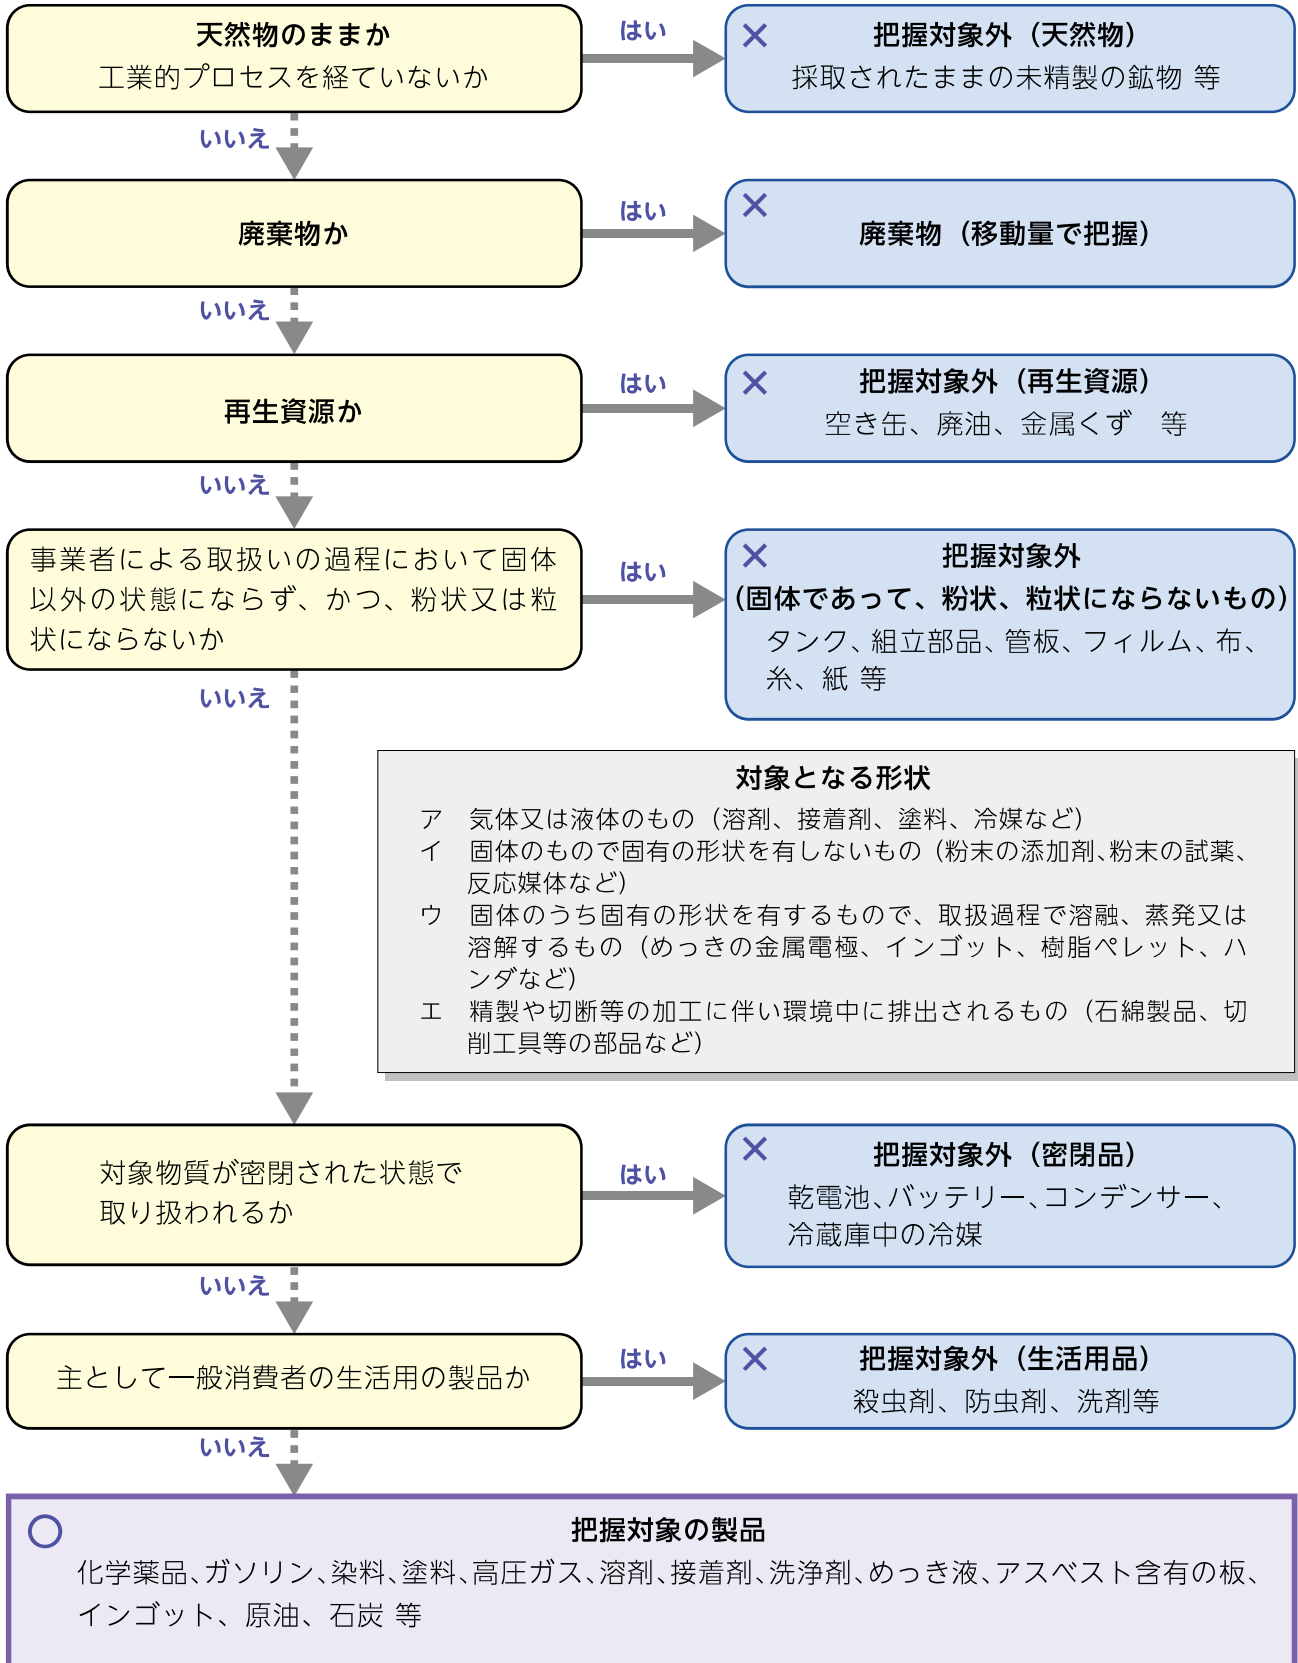 天然物のままか
工業的プロセスを経ていないか
はい
× 把握対象外（天然物）
採取されたままの未精製の鉱物 等
いいえ
廃棄物か
はい
× 廃棄物（移動量で把握）
いいえ
再生資源か
はい
× 把握対象外（再生資源）
空き缶、廃油、金属くず　等
いいえ
事業者による取扱いの過程において固体
以外の状態にならず、かつ、粉状又は粒
状にならないか
はい
× 把握対象外
（固体であって、粉状、粒状にならないもの）
タンク、組立部品、管板、フィルム、布、
糸、紙 等
いいえ
対象となる形状
ア　気体又は液体のもの（溶剤、接着剤、塗料、冷媒など）
イ　固体のもので固有の形状を有しないもの（粉末の添加剤、粉末の試薬、
反応媒体など）
ウ　固体のうち固有の形状を有するもので、取扱過程で溶融、蒸発又は
溶解するもの（めっきの金属電極、インゴット、樹脂ペレット、ハ
ンダなど）
エ　精製や切断等の加工に伴い環境中に排出されるもの（石綿製品、切
削工具等の部品など）
対象物質が密閉された状態で
取り扱われるか
はい
× 把握対象外（密閉品）
乾電池、バッテリー、コンデンサー、
冷蔵庫中の冷媒
いいえ
主として一般消費者の生活用の製品か
はい
× 把握対象外（生活用品）
殺虫剤、防虫剤、洗剤等
いいえ
○ 把握対象の製品
化学薬品、ガソリン、染料、塗料、高圧ガス、溶剤、接着剤、洗浄剤、めっき液、アスベスト含有の板、
インゴット、原油、石炭 等